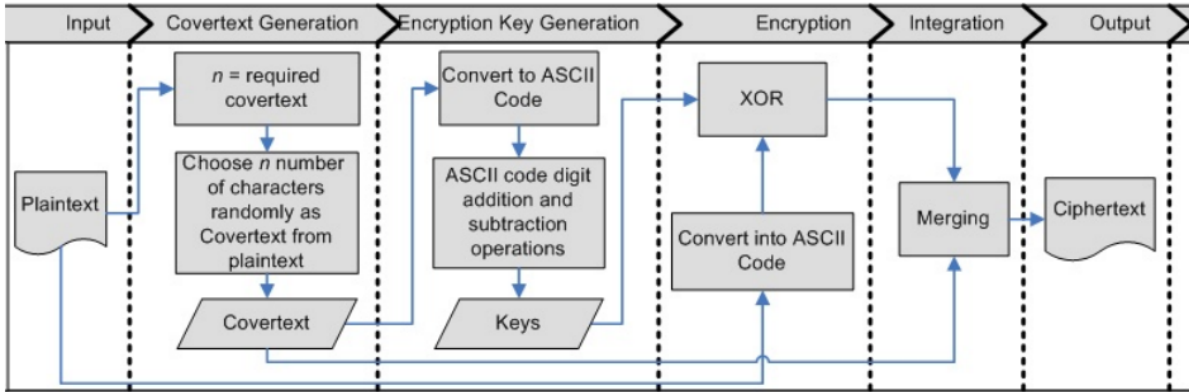 Input
Covertext Generation
Encryption Key Generation
Encryption
Integration
Output
Plaintext
n = required
covertext
Choose n number
of characters
randomly as
Covertext from
plaintext
Covertext
Convert to ASCII
Code
ASCII code digit
addition and
subtraction
operations
Keys
XOR
Convert into ASCII
Code
Merging
Ciphertext